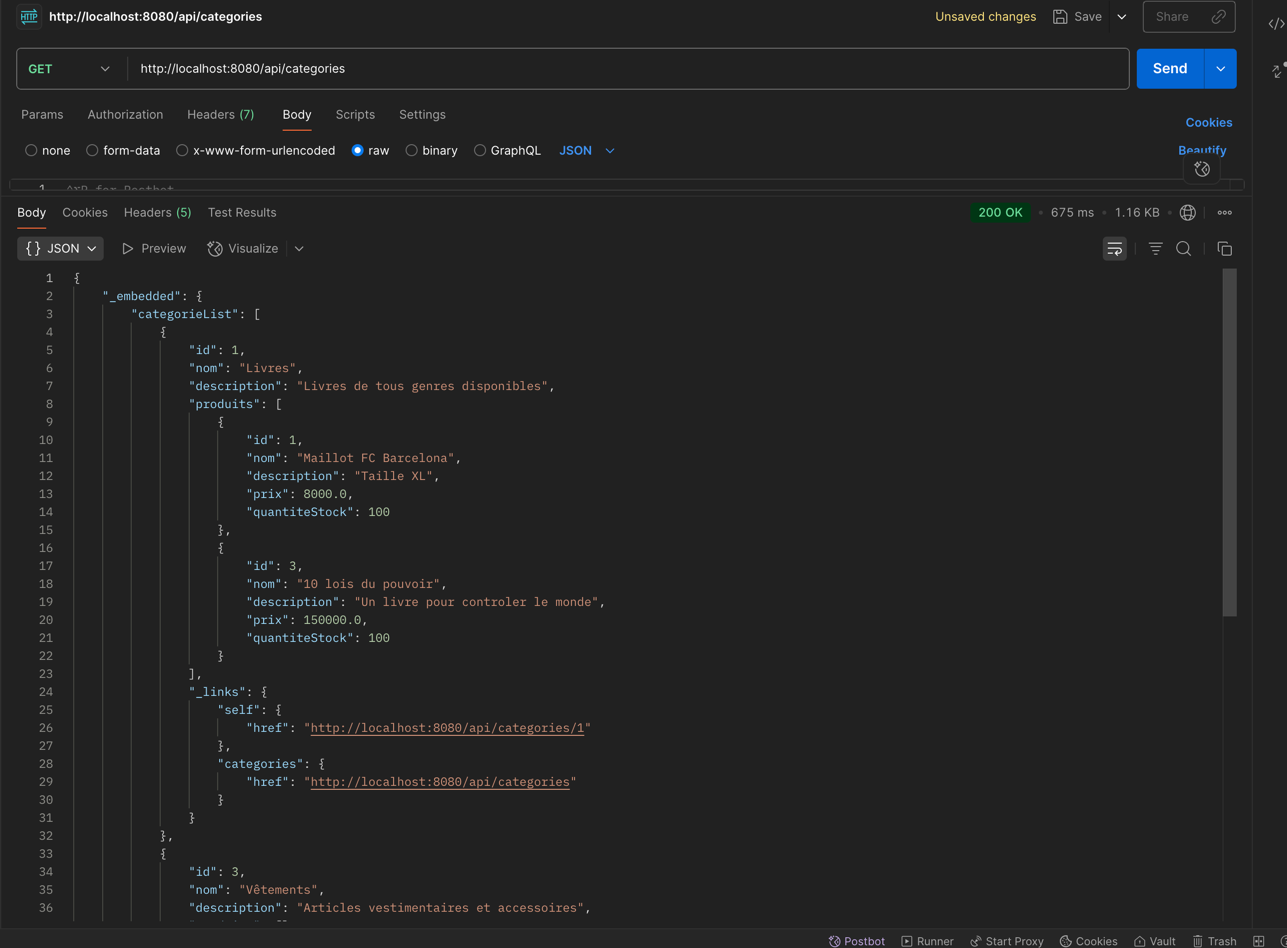 HTTP http://localhost:8080/api/categories Unsaved changes Save Share
GET http://localhost:8080/api/categories Send
Params Authorization Headers (7) Body Scripts Settings Cookies
none form-data x-www-form-urlencoded raw binary GraphQL JSON Beautify
1
Body Cookies Headers (5) Test Results 200 OK • 675 ms • 1.16 KB
{} JSON Preview Visualize
1 {
2 "_embedded": {
3 "categorieList": [
4 {
5 "id": 1,
6 "nom": "Livres",
7 "description": "Livres de tous genres disponibles",
8 "produits": [
9 {
10 "id": 1,
11 "nom": "Maillot FC Barcelona",
12 "description": "Taille XL",
13 "prix": 8000.0,
14 "quantiteStock": 100
15 },
16 {
17 "id": 3,
18 "nom": "10 lois du pouvoir",
19 "description": "Un livre pour controler le monde",
20 "prix": 150000.0,
21 "quantiteStock": 100
22 }
23 ],
24 "_links": {
25 "self": {
26 "href": "http://localhost:8080/api/categories/1"
27 },
28 "categories": {
29 "href": "http://localhost:8080/api/categories"
30 }
31 }
32 },
33 {
34 "id": 3,
35 "nom": "Vêtements",
36 "description": "Articles vestimentaires et accessoires",
Postbot Runner Start Proxy Cookies Vault Trash